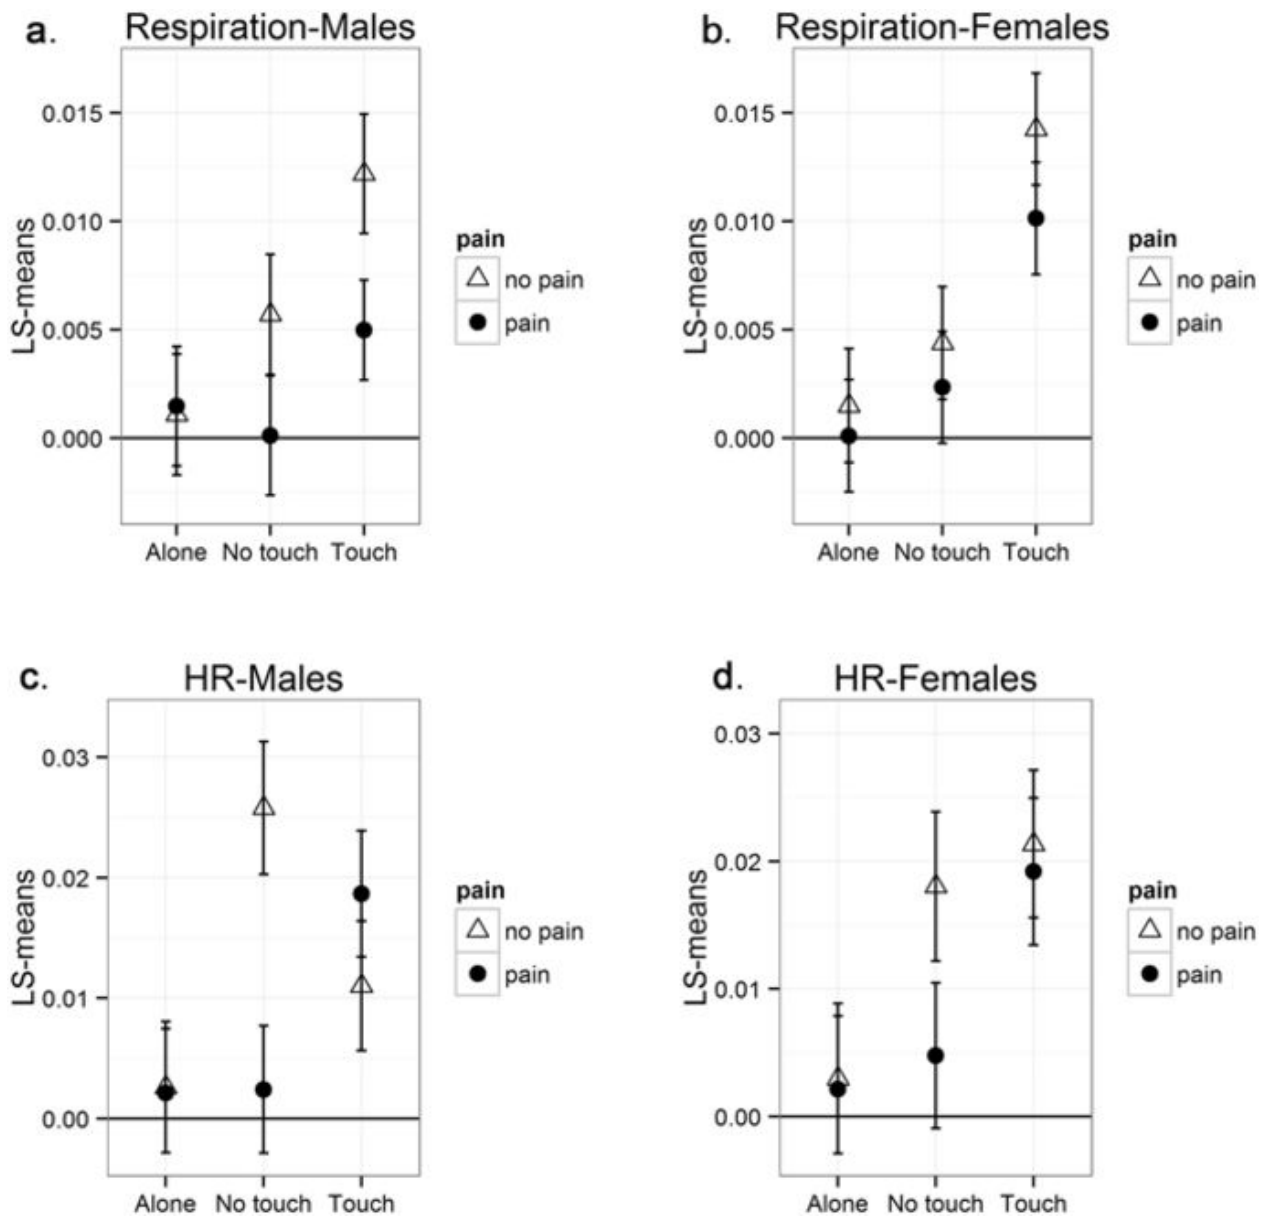 a. Respiration-Males
LS-means
0.015
0.010
0.005
0.000
Alone No touch Touch
pain
no pain
pain
b. Respiration-Females
LS-means
0.015
0.010
0.005
0.000
Alone No touch Touch
pain
no pain
pain
c. HR-Males
LS-means
0.03
0.02
0.01
0.00
Alone No touch Touch
pain
no pain
pain
d. HR-Females
LS-means
0.03
0.02
0.01
0.00
Alone No touch Touch
pain
no pain
pain